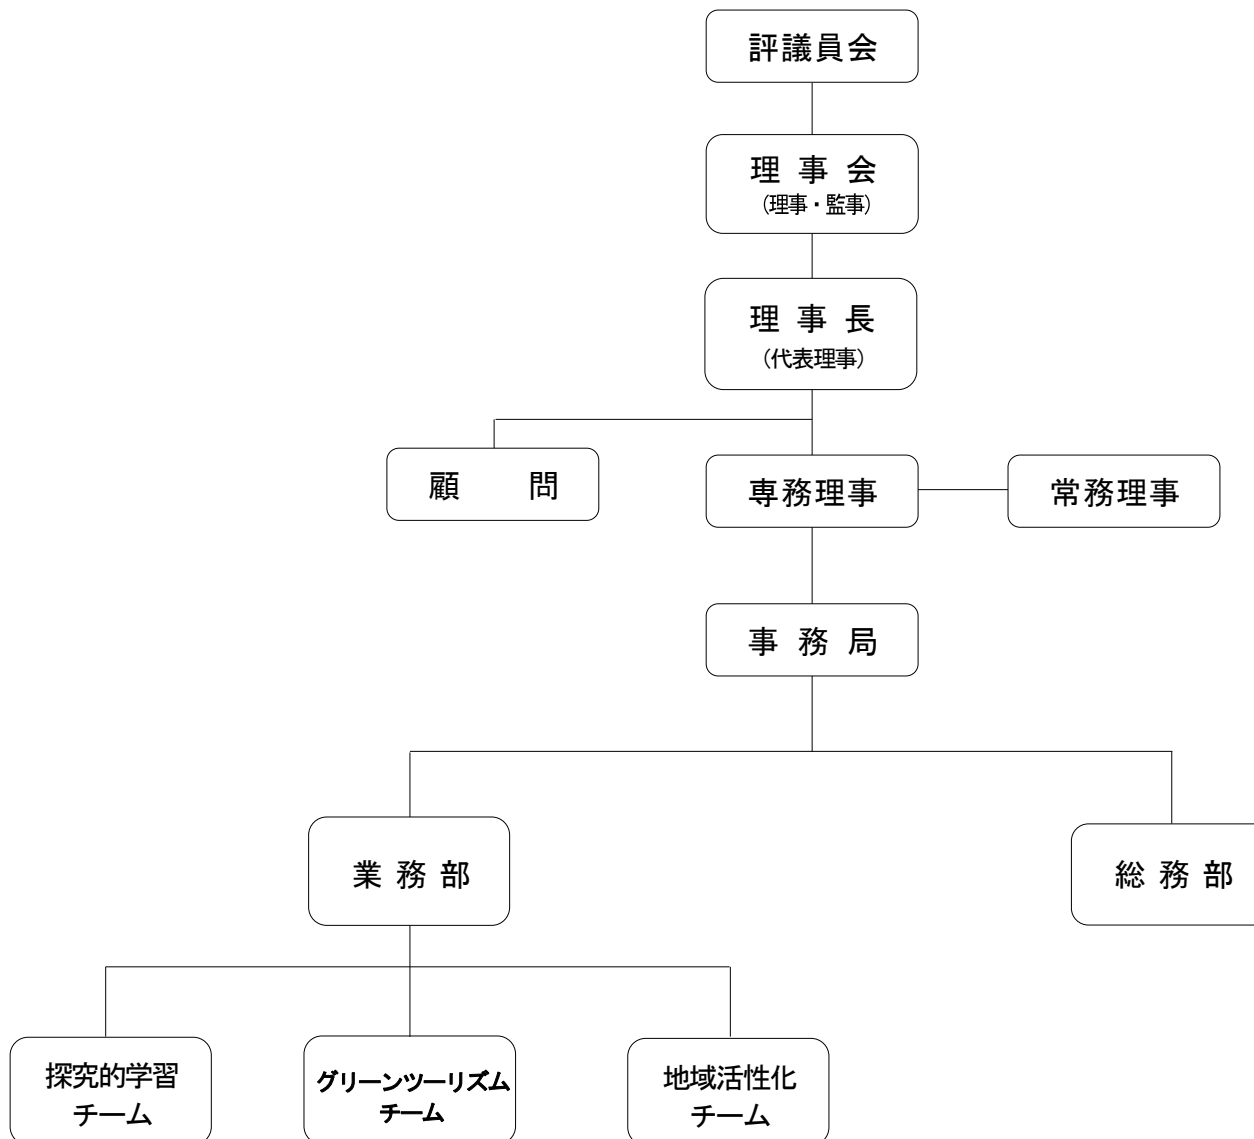 評議員会
理事会
(理事・監事)
理事長
(代表理事)
顧問
専務理事
常務理事
事務局
業務部
総務部
探究的学習
チーム
グリーンツーリズム
チーム
地域活性化
チーム